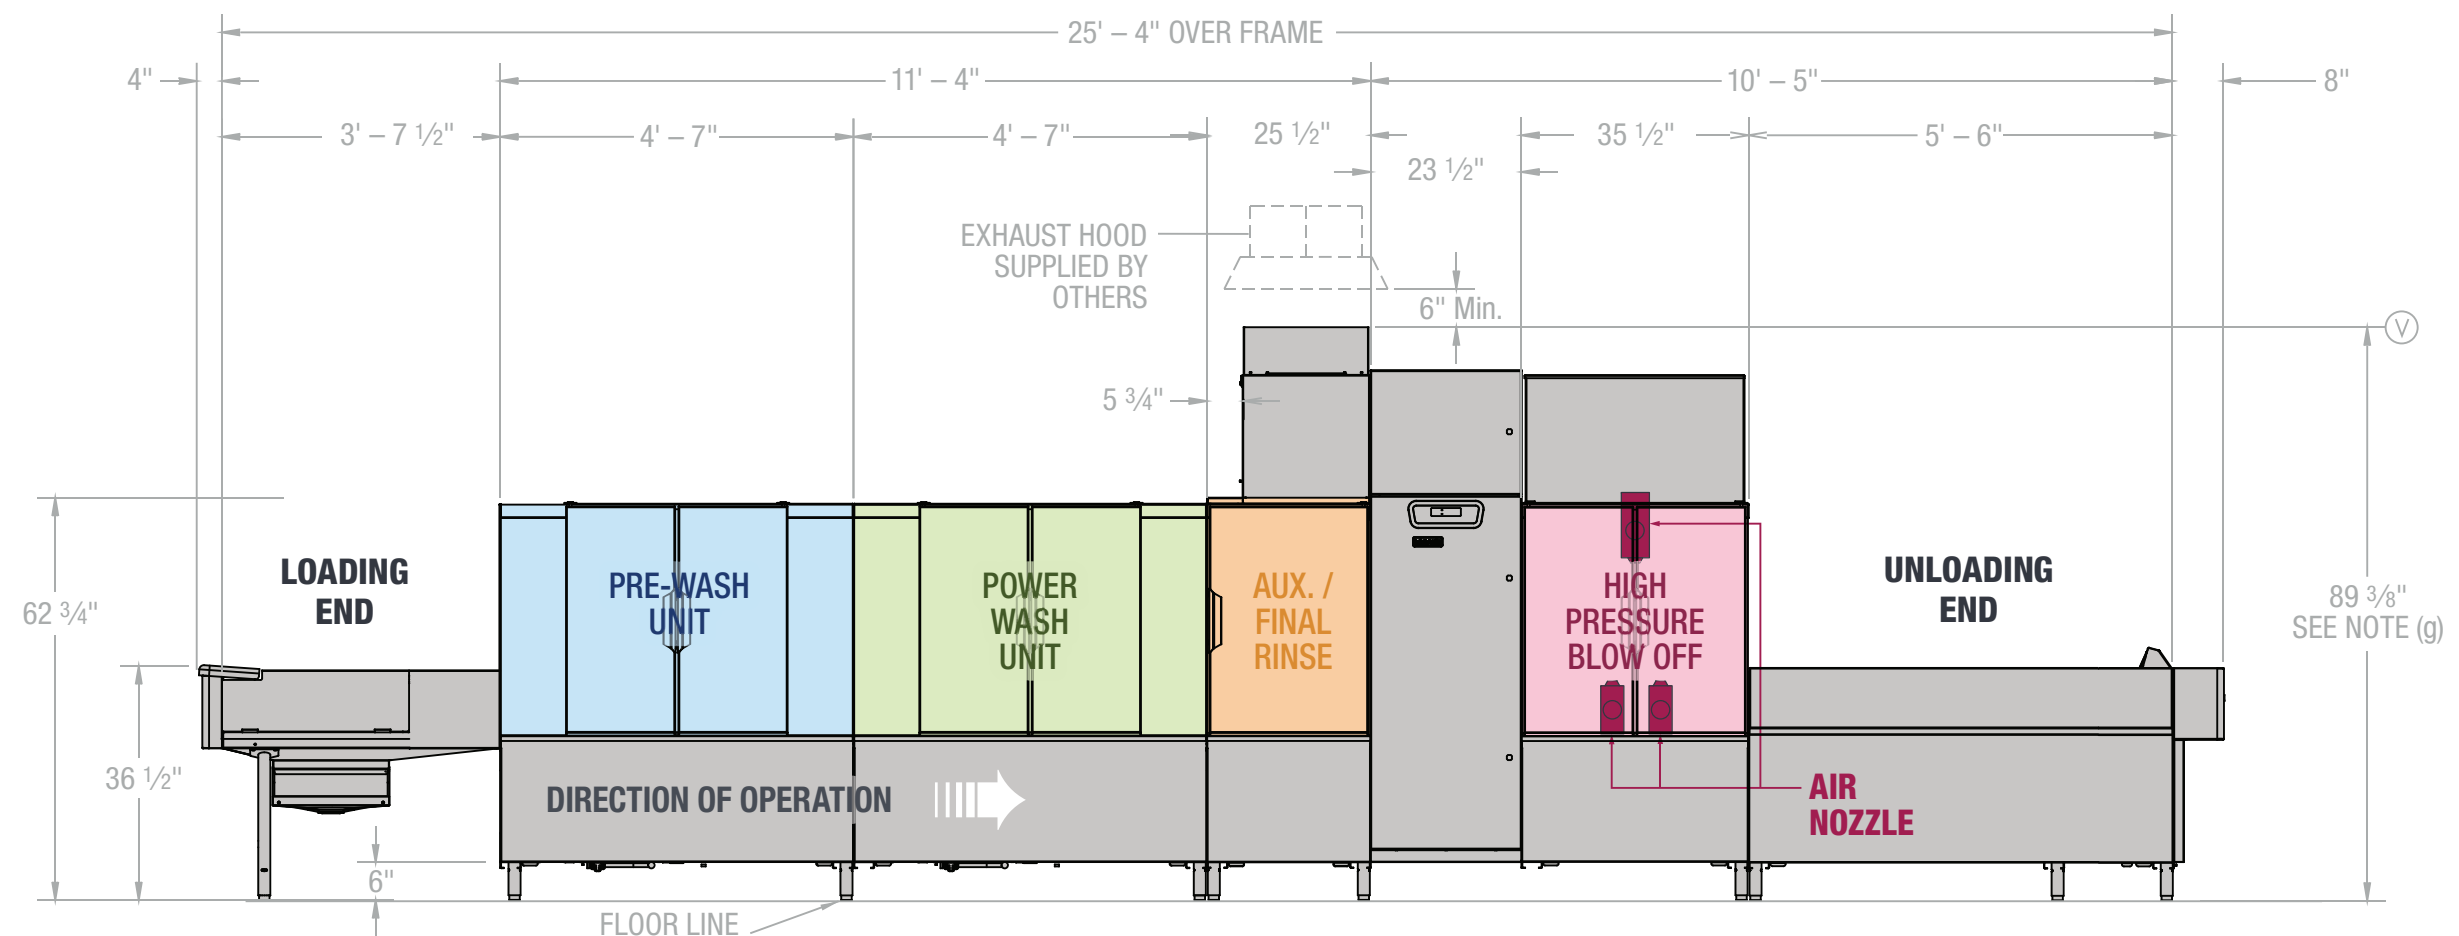 25' – 4" OVER FRAME
4"
11' – 4"
10' – 5"
8"
3' – 7 ½"
4' – 7"
4' – 7"
25 ½"
35 ½"
5' – 6"
23 ½"
EXHAUST HOOD
SUPPLIED BY
OTHERS
6" Min.
V
5 ¾"
LOADING
END
PRE-WASH
UNIT
POWER
WASH
UNIT
AUX. /
FINAL
RINSE
HIGH
PRESSURE
BLOW OFF
UNLOADING
END
62 ¾"
89 ⅜"
SEE NOTE (g)
36 ½"
DIRECTION OF OPERATION
AIR
NOZZLE
6"
FLOOR LINE